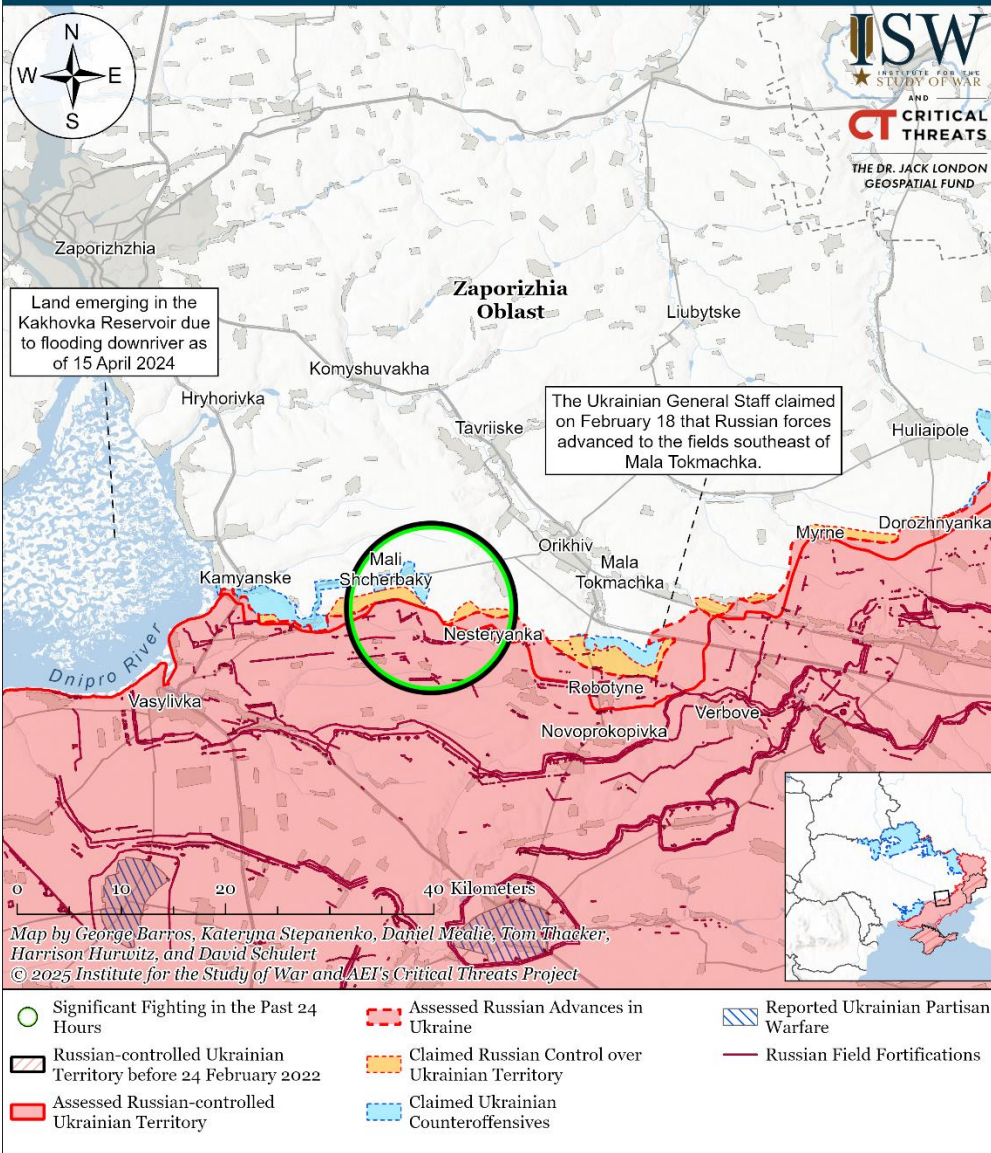 N
W
E
S
ISW
INSTITUTE FOR THE
STUDY OF WAR
AND
CT CRITICAL
THREATS
THE DR. JACK LONDON
GEOSPATIAL FUND
Zaporizhzhia
Land emerging in the
Kakhovka Reservoir due
to flooding downriver as
of 15 April 2024
Zaporizhia
Oblast
Liubytske
Komyshuvakha
Hryhorivka
Tavriiske
The Ukrainian General Staff claimed
on February 18 that Russian forces
advanced to the fields southeast of
Mala Tokmachka.
Huliaipole
Dorozhnyanka
Myrne
Orikhiv
Mali
Shcherbaky
Mala
Tokmachka
Kamyanske
Nesteryanka
Dnipro River
Robotyne
Vasylivka
Verbove
Novoprokopivka
0 10 20 40 Kilometers
Map by George Barros, Kateryna Stepanenko, Daniel Mealie, Tom Thacker,
Harrison Hurwitz, and David Schulert
© 2025 Institute for the Study of War and AEI's Critical Threats Project
Significant Fighting in the Past 24
Hours
Russian-controlled Ukrainian
Territory before 24 February 2022
Assessed Russian-controlled
Ukrainian Territory
Assessed Russian Advances in
Ukraine
Claimed Russian Control over
Ukrainian Territory
Claimed Ukrainian
Counteroffensives
Reported Ukrainian Partisan
Warfare
Russian Field Fortifications